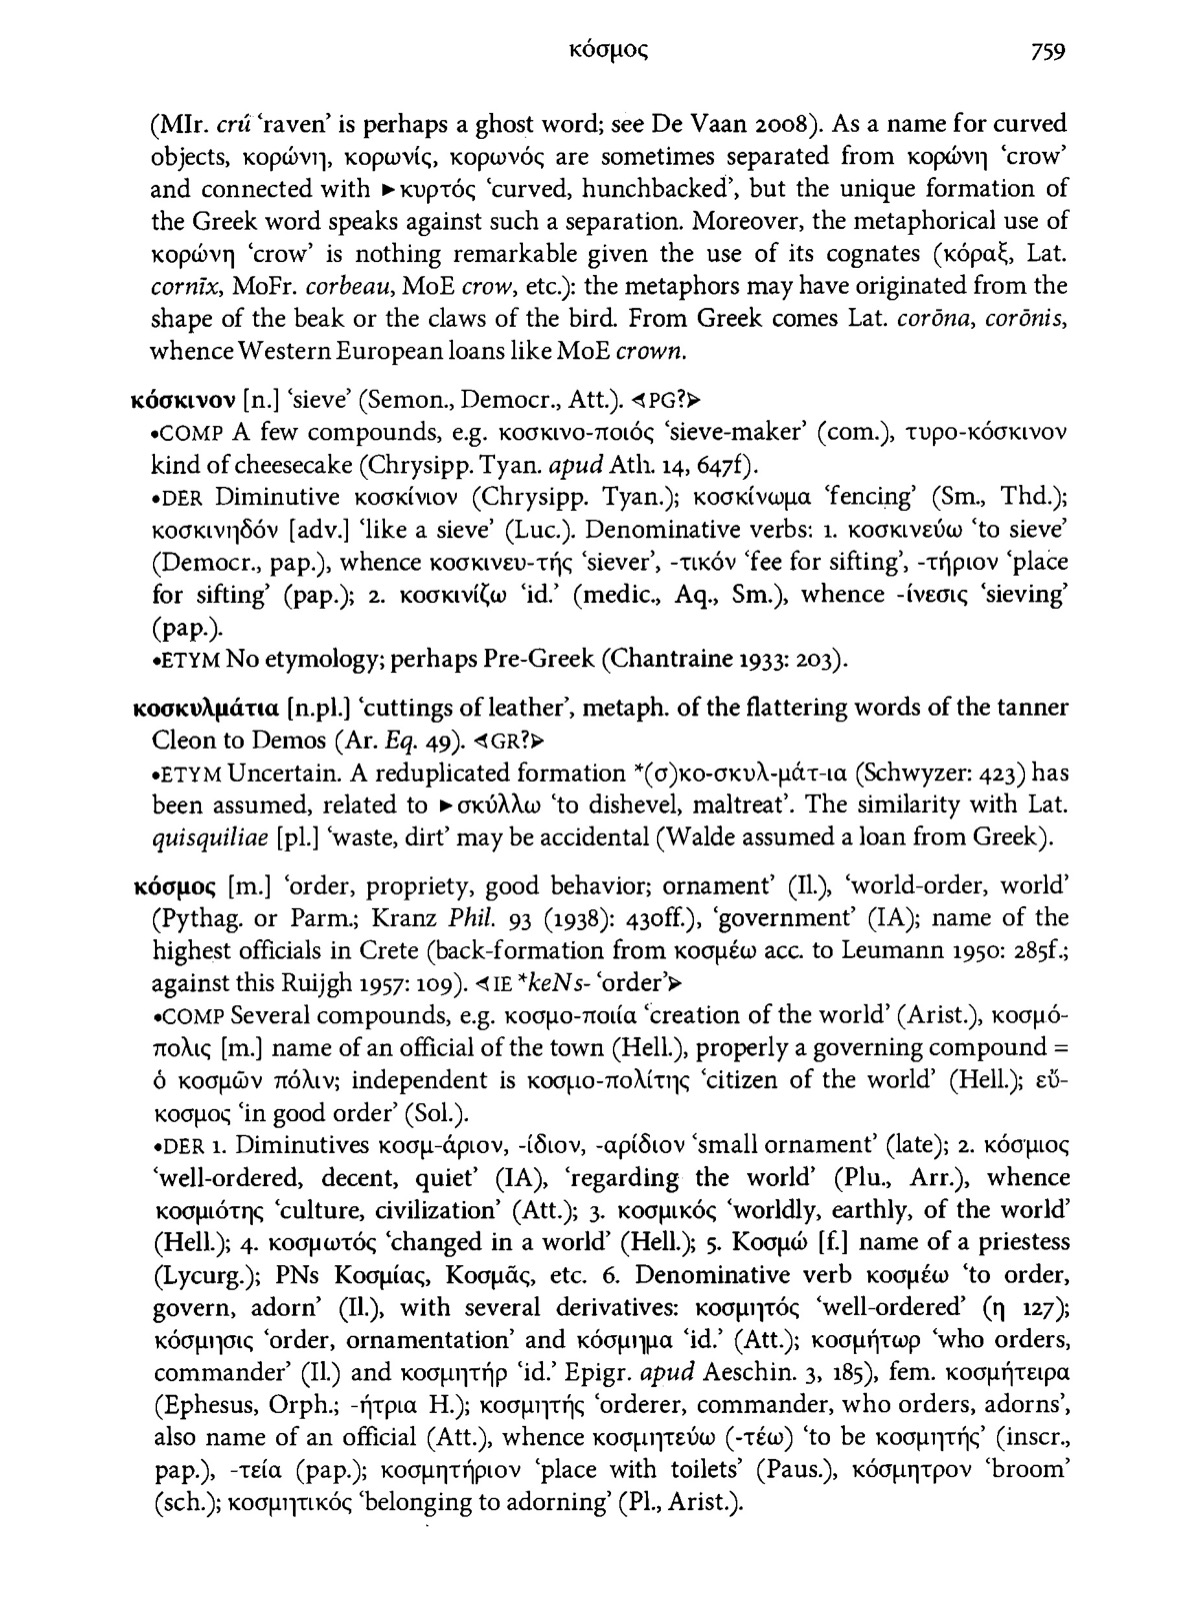 κόσμος 759
(MIr. crú ‘raven’ is perhaps a ghost word; see De Vaan 2008). As a name for curved
objects, κορώνη, κορωνίς, κορωνός are sometimes separated from κορώνη ‘crow’
and connected with ►κυρτός ‘curved, hunchbacked’, but the unique formation of
the Greek word speaks against such a separation. Moreover, the metaphorical use of
κορώνη ‘crow’ is nothing remarkable given the use of its cognates (κόραξ, Lat.
cornīx, MoFr. corbeau, MoE crow, etc.): the metaphors may have originated from the
shape of the beak or the claws of the bird. From Greek comes Lat. corōna, corōnis,
whence Western European loans like MoE crown.
κόσκινον [n.] ‘sieve’ (Semon., Democr., Att.). ⊲PG?⊳
•COMP A few compounds, e.g. κοσκινο-ποιός ‘sieve-maker’ (com.), τυρο-κόσκινον
kind of cheesecake (Chrysipp. Tyan. apud Ath. 14, 647f).
•DER Diminutive κοσκίνιον (Chrysipp. Tyan.); κοσκίνωμα ‘fencing’ (Sm., Thd.);
κοσκινηδόν [adv.] ‘like a sieve’ (Luc.). Denominative verbs: 1. κοσκινεύω ‘to sieve’
(Democr., pap.), whence κοσκινευ-τής ‘siever’, -τικόν ‘fee for sifting’, -τήριον ‘place
for sifting’ (pap.); 2. κοσκινίζω ‘id.’ (medic., Aq., Sm.), whence -ίνεσις ‘sieving’
(pap.).
•ETYM No etymology; perhaps Pre-Greek (Chantraine 1933: 203).
κοσκυλμάτια [n.pl.] ‘cuttings of leather’, metaph. of the flattering words of the tanner
Cleon to Demos (Ar. Eq. 49). ⊲GR?⊳
•ETYM Uncertain. A reduplicated formation *(σ)κο-σκυλ-μάτ-ια (Schwyzer: 423) has
been assumed, related to ►σκύλλω ‘to dishevel, maltreat’. The similarity with Lat.
quisquiliae [pl.] ‘waste, dirt’ may be accidental (Walde assumed a loan from Greek).
κόσμος [m.] ‘order, propriety, good behavior; ornament’ (Il.), ‘world-order, world’
(Pythag. or Parm.; Kranz Phil. 93 (1938): 430ff.), ‘government’ (IA); name of the
highest officials in Crete (back-formation from κοσμέω acc. to Leumann 1950: 285f.;
against this Ruijgh 1957: 109). ⊲IE *keNs- ‘order’⊳
•COMP Several compounds, e.g. κοσμο-ποιία ‘creation of the world’ (Arist.), κοσμό-
πολις [m.] name of an official of the town (Hell.), properly a governing compound =
ὁ κοσμῶν πόλιν; independent is κοσμο-πολίτης ‘citizen of the world’ (Hell.); εὔ-
κοσμος ‘in good order’ (Sol.).
•DER 1. Diminutives κοσμ-άριον, -ίδιον, -αρίδιον ‘small ornament’ (late); 2. κόσμιος
‘well-ordered, decent, quiet’ (IA), ‘regarding the world’ (Plu., Arr.), whence
κοσμιότης ‘culture, civilization’ (Att.); 3. κοσμικός ‘worldly, earthly, of the world’
(Hell.); 4. κοσμωτός ‘changed in a world’ (Hell.); 5. Κοσμώ [f.] name of a priestess
(Lycurg.); PNs Κοσμίας, Κοσμᾶς, etc. 6. Denominative verb κοσμέω ‘to order,
govern, adorn’ (Il.), with several derivatives: κοσμητός ‘well-ordered’ (η 127);
κόσμησις ‘order, ornamentation’ and κόσμημα ‘id.’ (Att.); κοσμήτωρ ‘who orders,
commander’ (Il.) and κοσμητήρ ‘id.’ Epigr. apud Aeschin. 3, 185), fem. κοσμήτειρα
(Ephesus, Orph.; -ήτρια H.); κοσμητής ‘orderer, commander, who orders, adorns’,
also name of an official (Att.), whence κοσμητεύω (-τέω) ‘to be κοσμητής’ (inscr.,
pap.), -τεία (pap.); κοσμητήριον ‘place with toilets’ (Paus.), κόσμητρον ‘broom’
(sch.); κοσμητικός ‘belonging to adorning’ (Pl., Arist.).